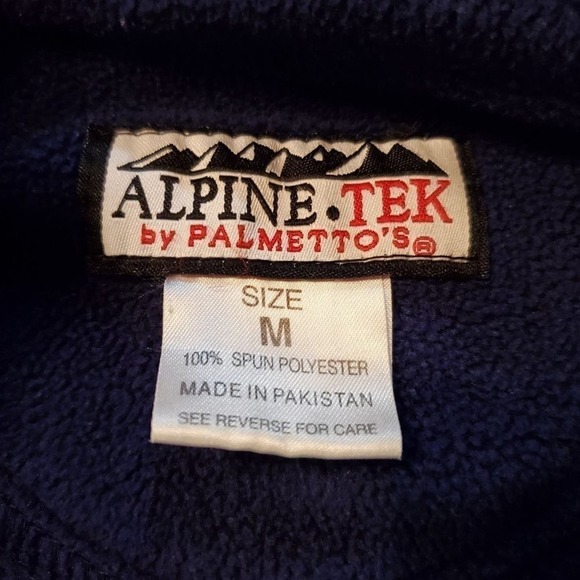 ALPINE.TEK
by PALMETTO'S®
SIZE
M
100% SPUN POLYESTER
MADE IN PAKISTAN
SEE REVERSE FOR CARE